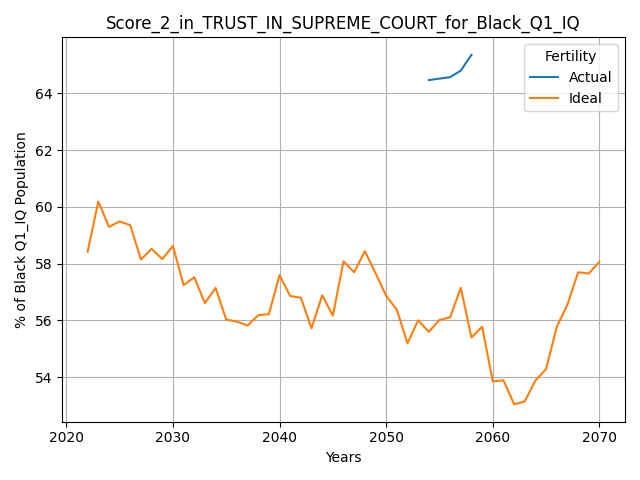 Score_2_in_TRUST_IN_SUPREME_COURT_for_Black_Q1_IQ
Fertility
Actual
Ideal
% of Black Q1_IQ Population
64
62
60
58
56
54
2020 2030 2040 2050 2060 2070
Years